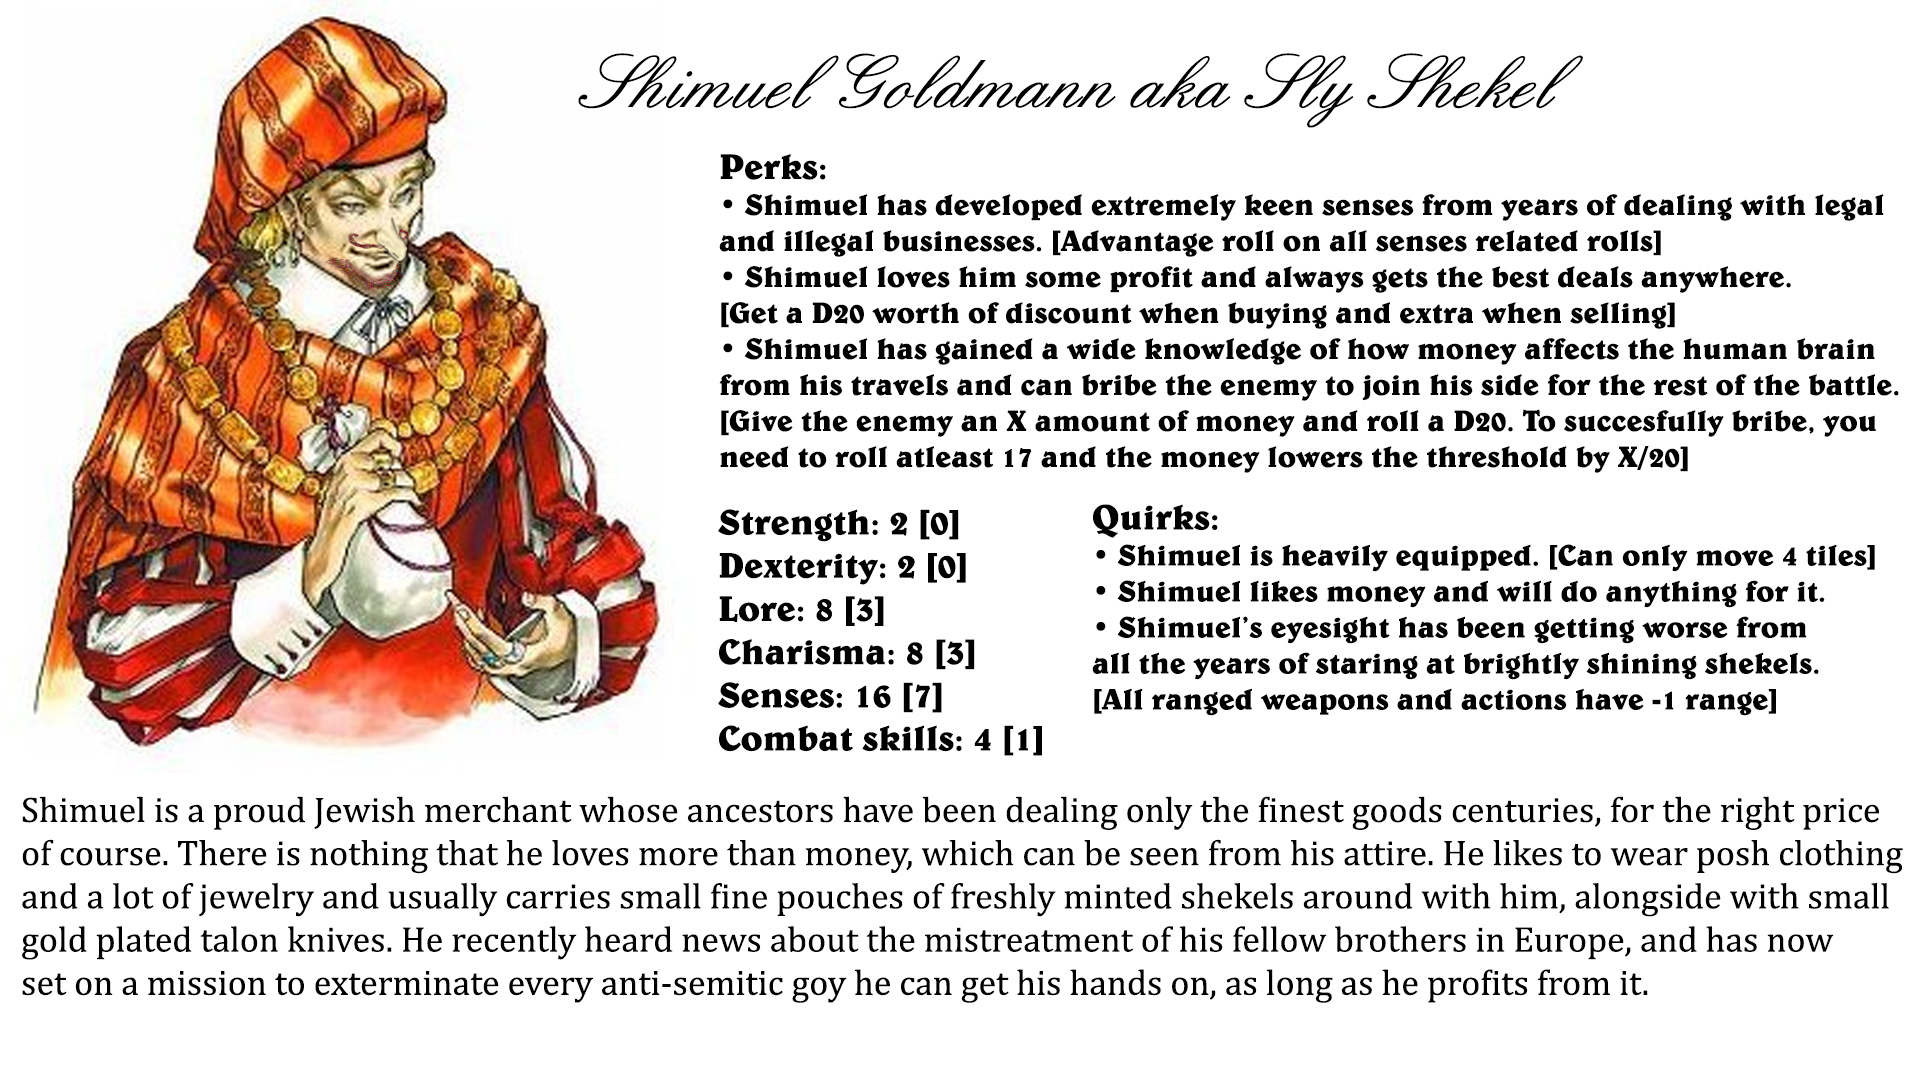 Shimuel Goldmann aka Sly Shekel
Perks:
• Shimuel has developed extremely keen senses from years of dealing with legal
and illegal businesses. [Advantage roll on all senses related rolls]
• Shimuel loves him some profit and always gets the best deals anywhere.
[Get a D20 worth of discount when buying and extra when selling]
• Shimuel has gained a wide knowledge of how money affects the human brain
from his travels and can bribe the enemy to join his side for the rest of the battle.
[Give the enemy an X amount of money and roll a D20. To succesfully bribe, you
need to roll atleast 17 and the money lowers the threshold by X/20]
Strength: 2 [0]
Dexterity: 2 [0]
Lore: 8 [3]
Charisma: 8 [3]
Senses: 16 [7]
Combat skills: 4 [1]
Quirks:
• Shimuel is heavily equipped. [Can only move 4 tiles]
• Shimuel likes money and will do anything for it.
• Shimuel's eyesight has been getting worse from
all the years of staring at brightly shining shekels.
[All ranged weapons and actions have -1 range]
Shimuel is a proud Jewish merchant whose ancestors have been dealing only the finest goods centuries, for the right price
of course. There is nothing that he loves more than money, which can be seen from his attire. He likes to wear posh clothing
and a lot of jewelry and usually carries small fine pouches of freshly minted shekels around with him, alongside with small
gold plated talon knives. He recently heard news about the mistreatment of his fellow brothers in Europe, and has now
set on a mission to exterminate every anti-semitic goy he can get his hands on, as long as he profits from it.